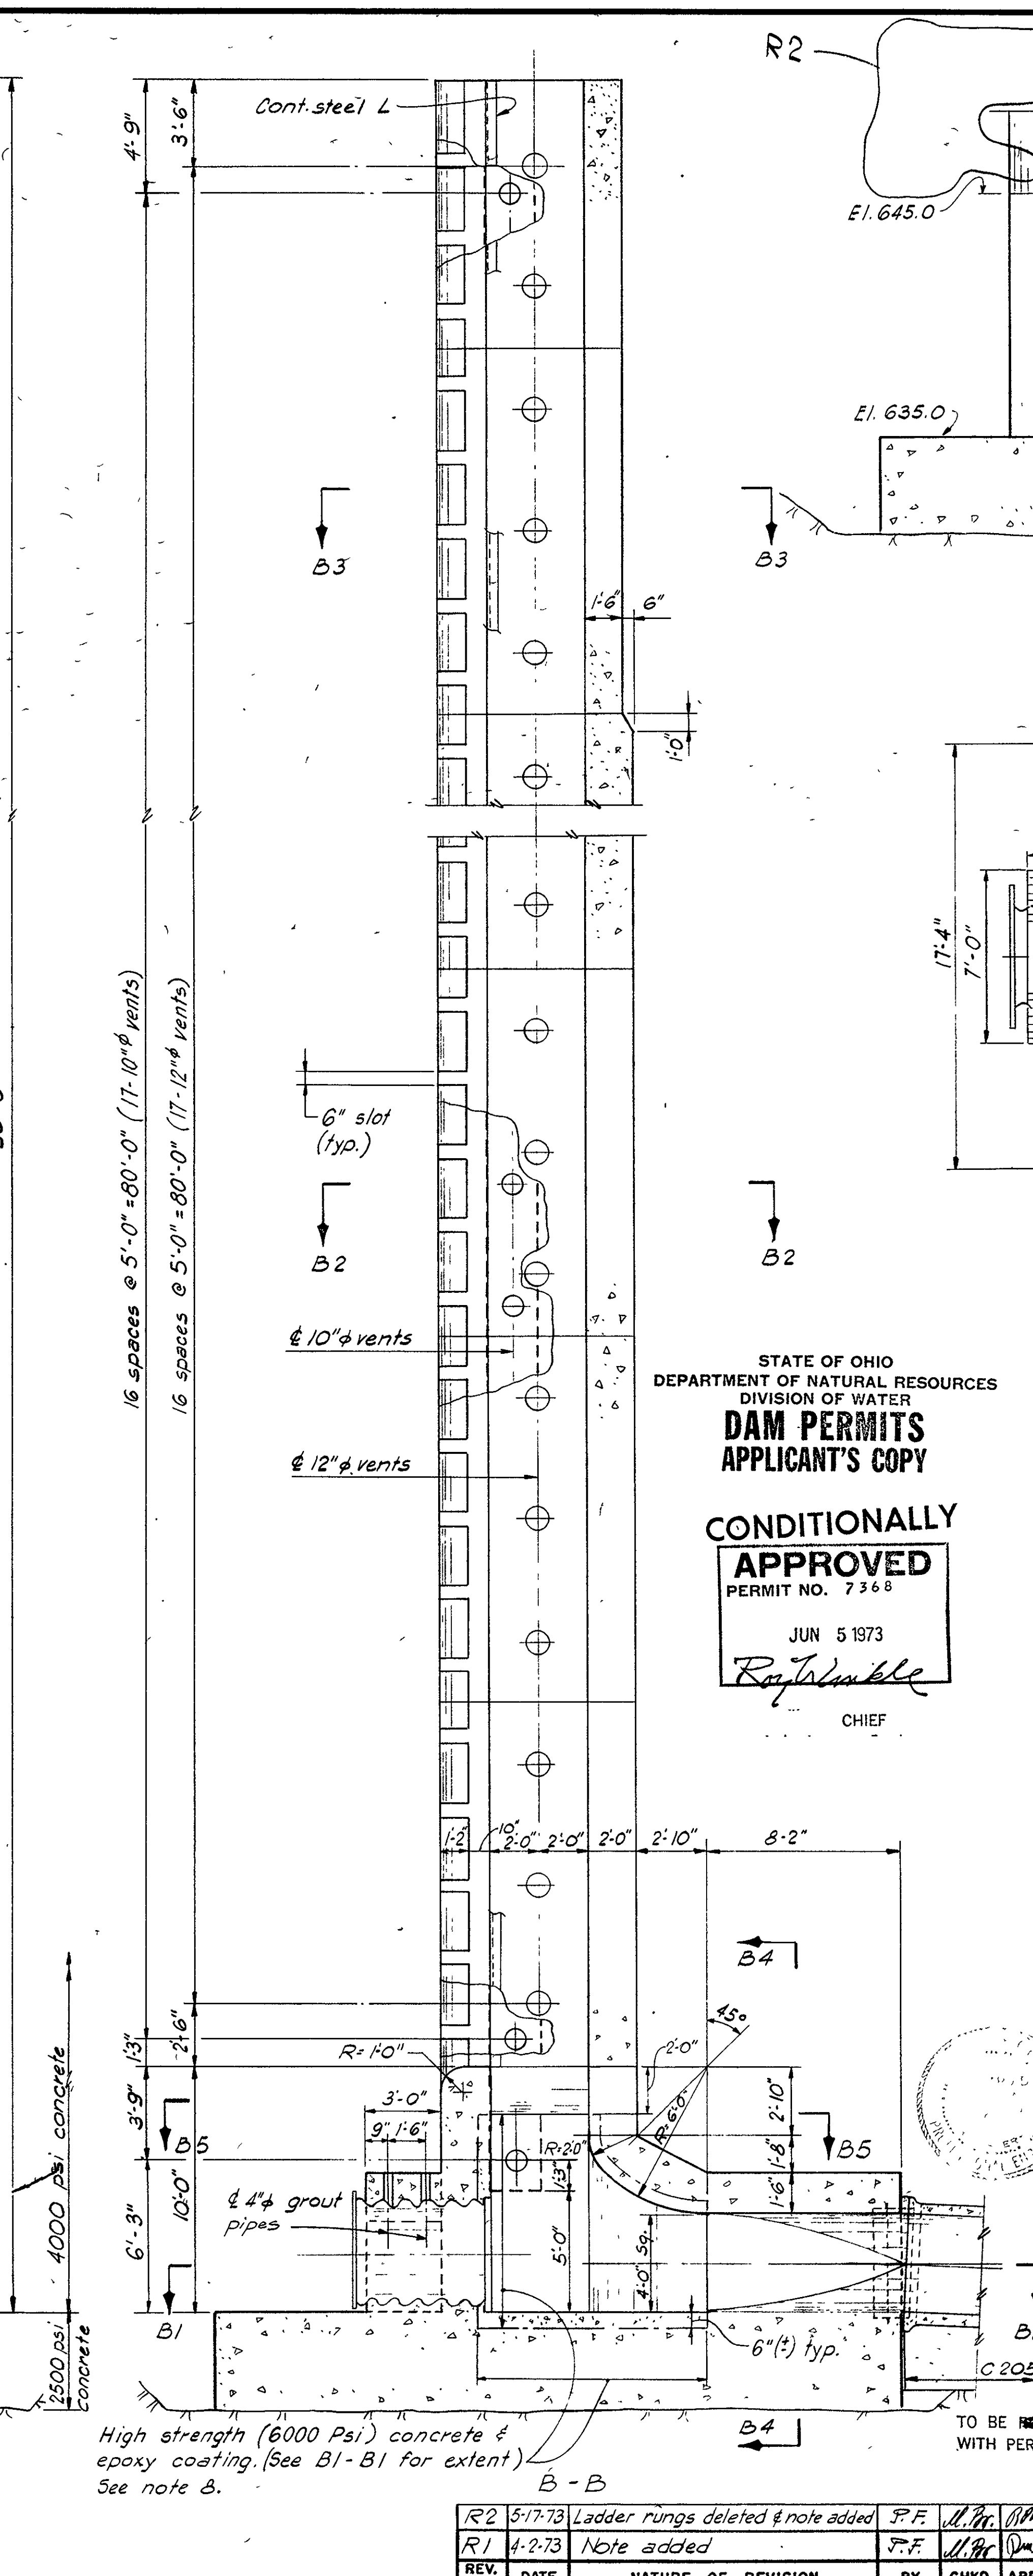 R2
4'-9"
3'-6"
Cont. steel L
El. 645.0
El. 635.0
B3
B3
1'-6"
6"
1'-0"
17'-4"
7'-0"
16 spaces @ 5'-0" = 80'-0" (17-10"φ vents)
16 spaces @ 5'-0" = 80'-0" (17-12"φ vents)
6" slot
(typ.)
B2
B2
℄ 10"φ vents
℄ 12"φ vents
STATE OF OHIO
DEPARTMENT OF NATURAL RESOURCES
DIVISION OF WATER
DAM PERMITS
APPLICANT'S COPY
CONDITIONALLY
APPROVED
PERMIT NO. 7368
JUN 5 1973
Roy Winkle
CHIEF
1'-2"
10"
2'-0"
2'-0"
2'-0"
2'-10"
8'-2"
B4
45°
1'-3"
2'-6"
R=1'-0"
2'-0"
R=6'-0"
2'-10"
3'-9"
3'-0"
9"
1'-6"
B5
R=2'-0"
1'-3"
1'-8"
B5
1'-6"
℄ 4"φ grout
pipes
6'-3"
10'-0"
5'-0"
4'-0" Sq.
4000 psi concrete
2500 psi
concrete
B1
6"(±) typ.
C 205
High strength (6000 Psi) concrete &
epoxy coating. (See B1-B1 for extent)
See note 8.
B-B
B4
TO BE
WITH PER
R2 5-17-73 Ladder rungs deleted & note added P.F.
R1 4-2-73 Note added P.F.
REV. DATE NATURE OF REVISION BY CHKD